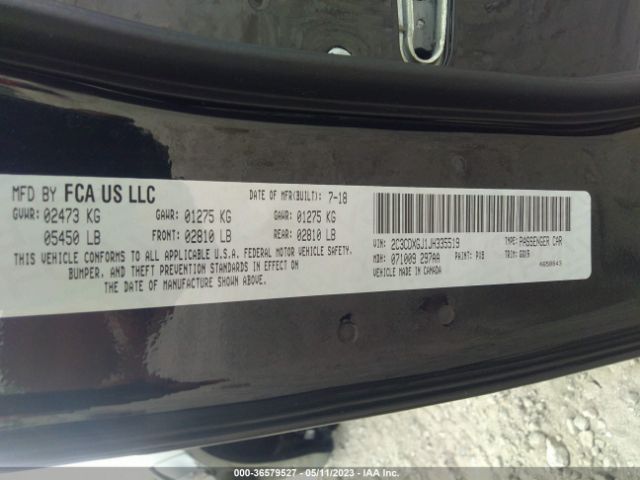 MFD BY FCA US LLC DATE OF MFR(BUILT): 7-18
GVWR: 02473 KG GAWR: 01275 KG GAWR: 01275 KG
05450 LB FRONT: 02810 LB REAR: 02810 LB
THIS VEHICLE CONFORMS TO ALL APPLICABLE U.S.A. FEDERAL MOTOR VEHICLE SAFETY,
BUMPER, AND THEFT PREVENTION STANDARDS IN EFFECT ON
THE DATE OF MANUFACTURE SHOWN ABOVE.
VIN: 2C3CDXGJ1JH335519 TYPE: PASSENGER CAR
MDH: 071009 297AA PAINT: PX8 TRIM:
MADE IN CANADA
000-36579527 - 05/11/2023 - IAA Inc.